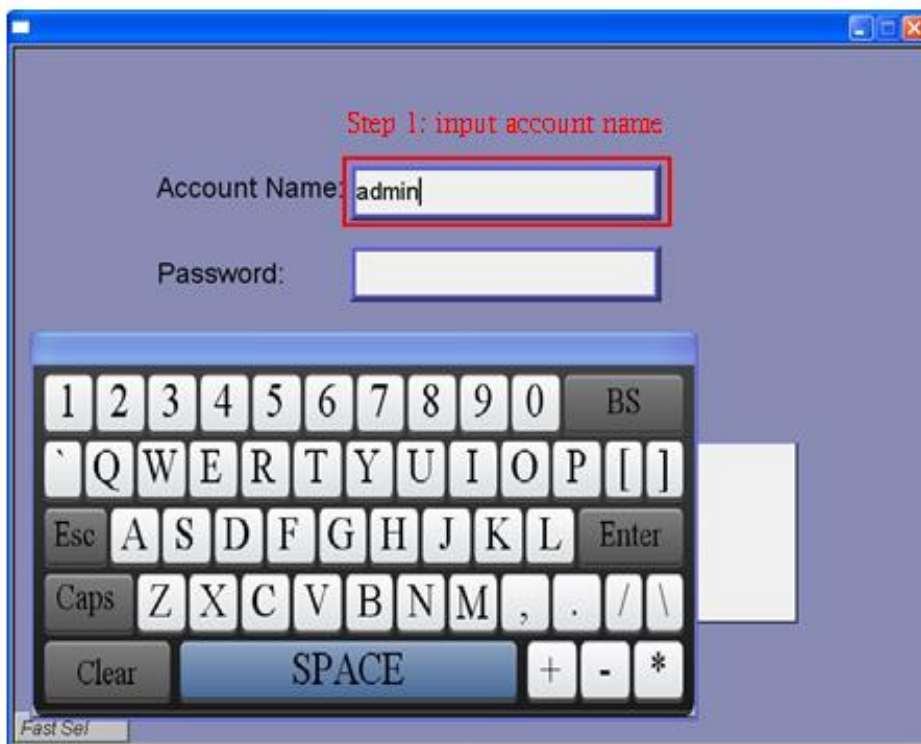 Step 1: input account name
Account Name: admin
Password:
1 2 3 4 5 6 7 8 9 0 BS
` Q W E R T Y U I O P [ ]
Esc A S D F G H J K L Enter
Caps Z X C V B N M , . / \
Clear SPACE + - *
Fast Sel